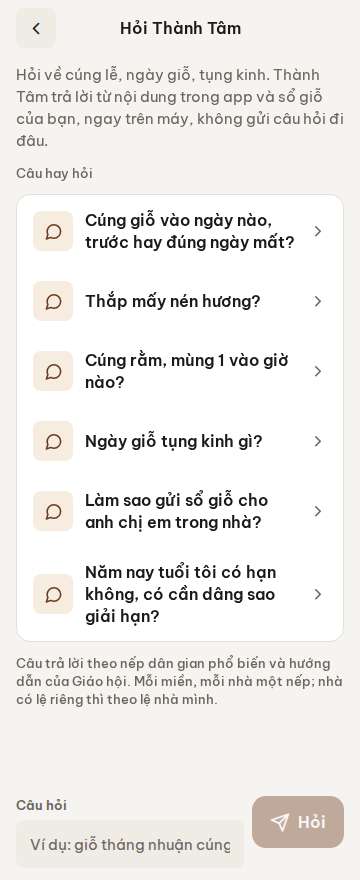 Hỏi Thành Tâm
Hỏi về cúng lễ, ngày giỗ, tụng kinh. Thành
Tâm trả lời từ nội dung trong app và sổ giỗ
của bạn, ngay trên máy, không gửi câu hỏi đi
đâu.
Câu hay hỏi
Cúng giỗ vào ngày nào,
trước hay đúng ngày mất?
Thắp mấy nén hương?
Cúng rằm, mùng 1 vào giờ
nào?
Ngày giỗ tụng kinh gì?
Làm sao gửi sổ giỗ cho
anh chị em trong nhà?
Năm nay tuổi tôi có hạn
không, có cần dâng sao
giải hạn?
Câu trả lời theo nếp dân gian phổ biến và hướng
dẫn của Giáo hội. Mỗi miền, mỗi nhà một nếp; nhà
có lệ riêng thì theo lệ nhà mình.
Câu hỏi
Ví dụ: giỗ tháng nhuận cúng
Hỏi